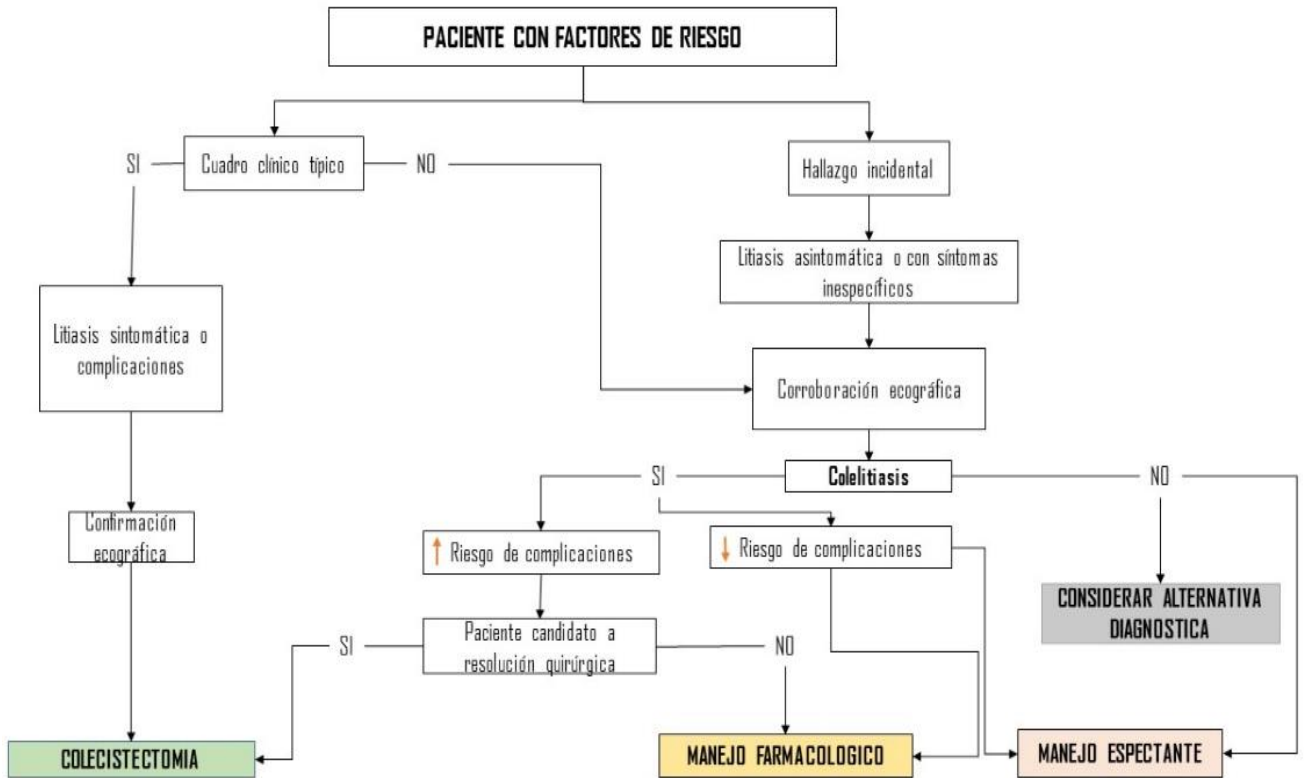 PACIENTE CON FACTORES DE RIESGO
SI
Cuadro clínico típico
NO
Hallazgo incidental
Litiasis asintomática o con síntomas
inespecíficos
Litiasis sintomática o
complicaciones
Corroboración ecográfica
SI
Colelitiasis
NO
Confirmación
ecográfica
↑ Riesgo de complicaciones
↓ Riesgo de complicaciones
CONSIDERAR ALTERNATIVA
DIAGNOSTICA
SI
Paciente candidato a
resolución quirúrgica
NO
COLECISTECTOMIA
MANEJO FARMACOLOGICO
MANEJO ESPECTANTE